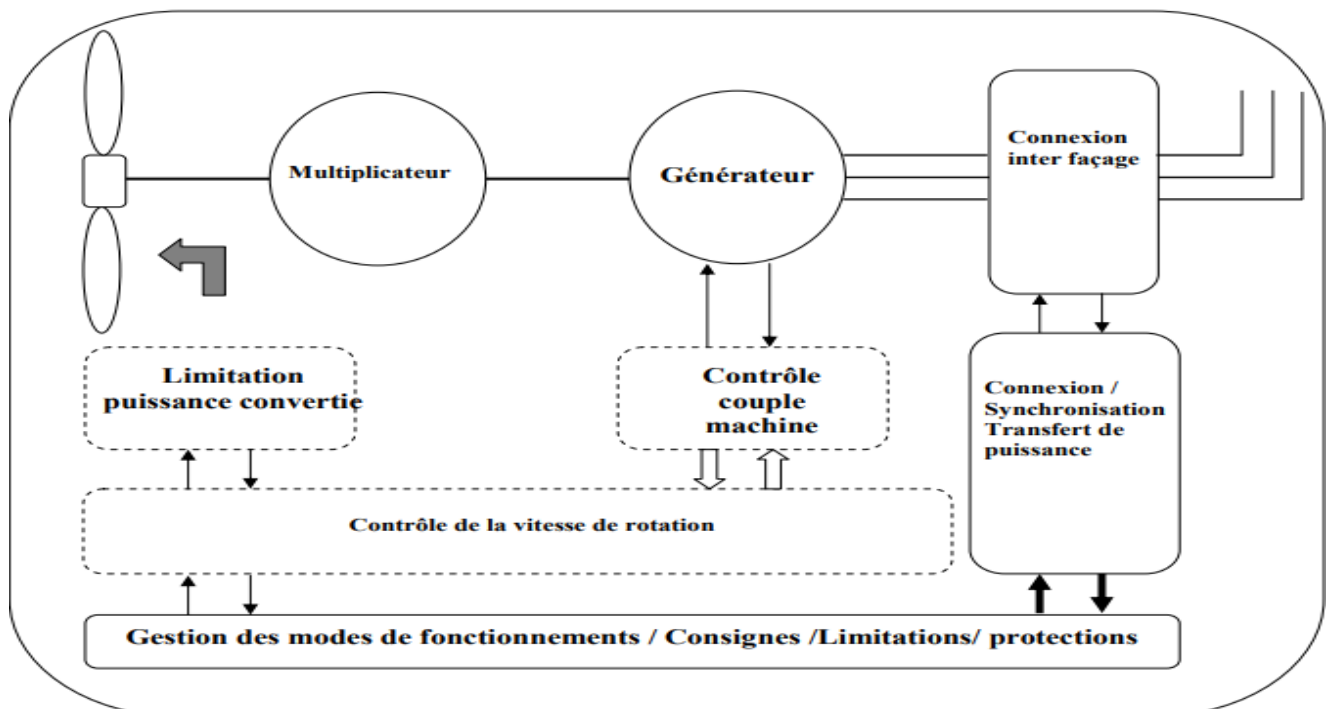 Multiplicateur
Générateur
Connexion
inter façage
Limitation
puissance convertie
Contrôle
couple
machine
Connexion /
Synchronisation
Transfert de
puissance
Contrôle de la vitesse de rotation
Gestion des modes de fonctionnements / Consignes /Limitations/ protections